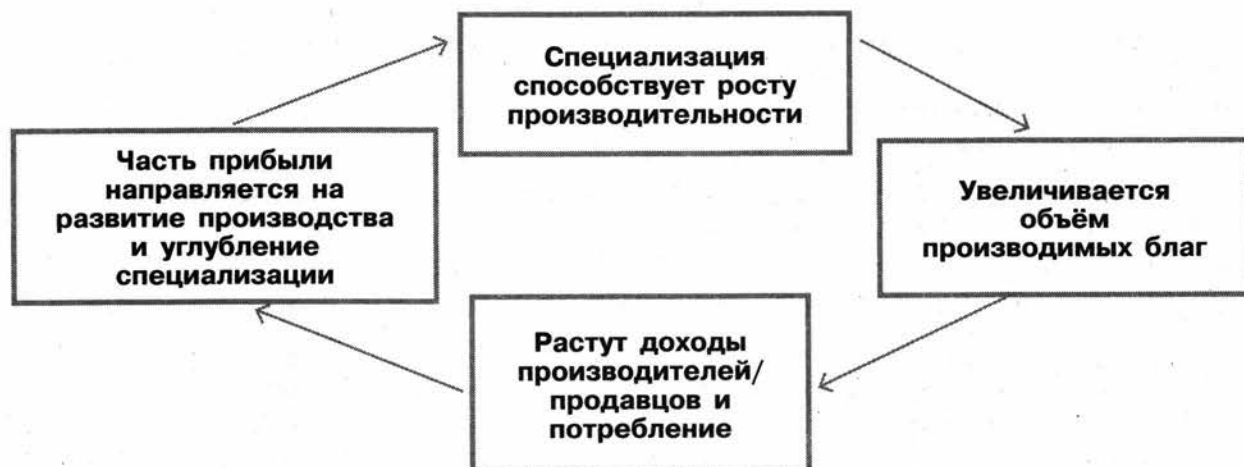 Специализация
способствует росту
производительности
Часть прибыли
направляется на
развитие производства
и углубление
специализации
Увеличивается
объём
производимых благ
Растут доходы
производителей/
продавцов и
потребление